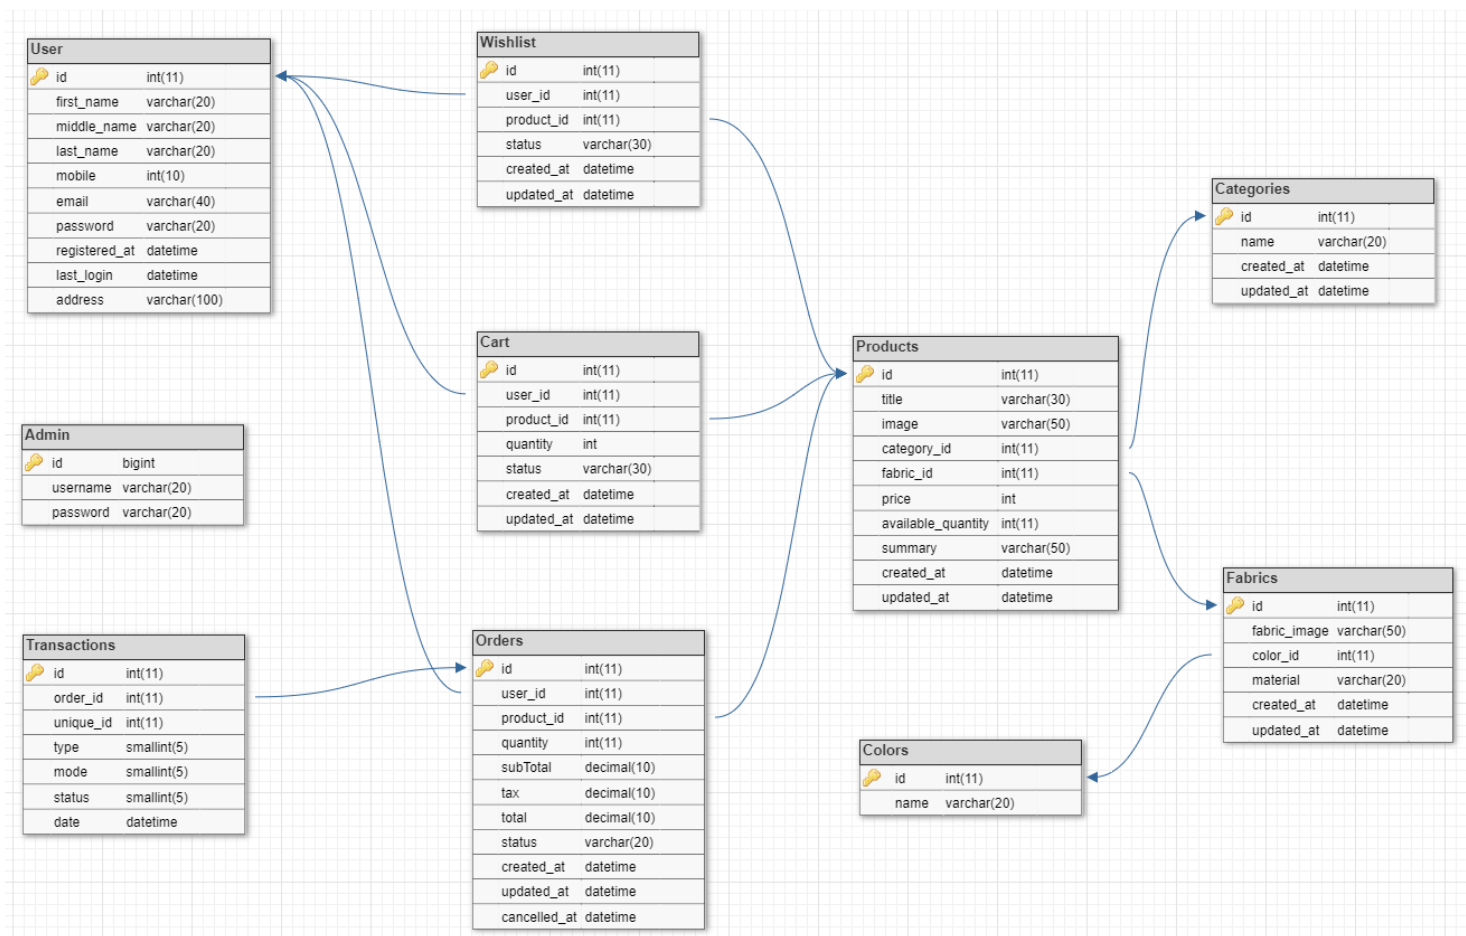 User
id int(11)
first_name varchar(20)
middle_name varchar(20)
last_name varchar(20)
mobile int(10)
email varchar(40)
password varchar(20)
registered_at datetime
last_login datetime
address varchar(100)
Wishlist
id int(11)
user_id int(11)
product_id int(11)
status varchar(30)
created_at datetime
updated_at datetime
Categories
id int(11)
name varchar(20)
created_at datetime
updated_at datetime
Cart
id int(11)
user_id int(11)
product_id int(11)
quantity int
status varchar(30)
created_at datetime
updated_at datetime
Products
id int(11)
title varchar(30)
image varchar(50)
category_id int(11)
fabric_id int(11)
price int
available_quantity int(11)
summary varchar(50)
created_at datetime
updated_at datetime
Admin
id bigint
username varchar(20)
password varchar(20)
Fabrics
id int(11)
fabric_image varchar(50)
color_id int(11)
material varchar(20)
created_at datetime
updated_at datetime
Transactions
id int(11)
order_id int(11)
unique_id int(11)
type smallint(5)
mode smallint(5)
status smallint(5)
date datetime
Orders
id int(11)
user_id int(11)
product_id int(11)
quantity int(11)
subTotal decimal(10)
tax decimal(10)
total decimal(10)
status varchar(20)
created_at datetime
updated_at datetime
cancelled_at datetime
Colors
id int(11)
name varchar(20)